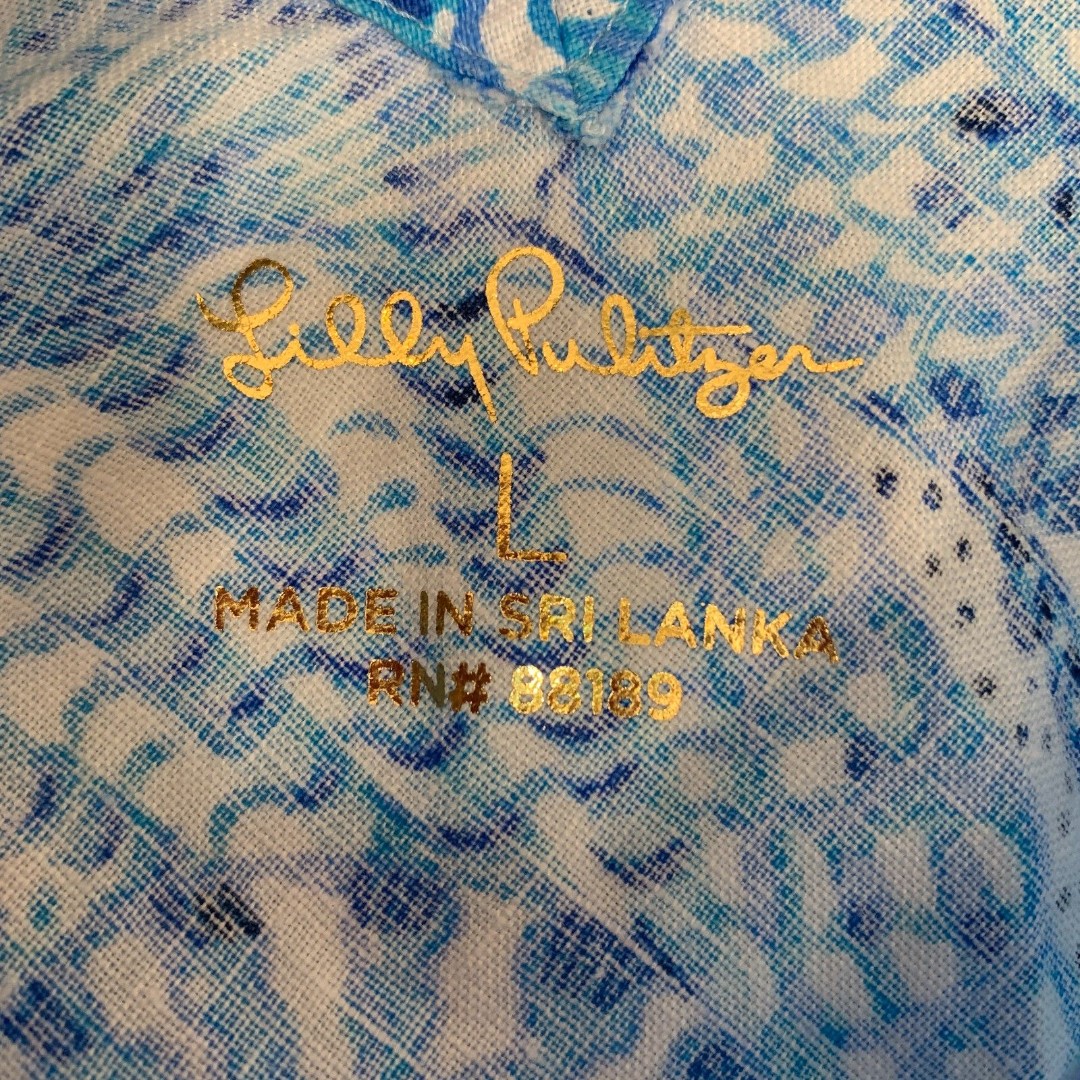 Lilly Pulitzer
L
MADE IN SRI LANKA
RN# 88189